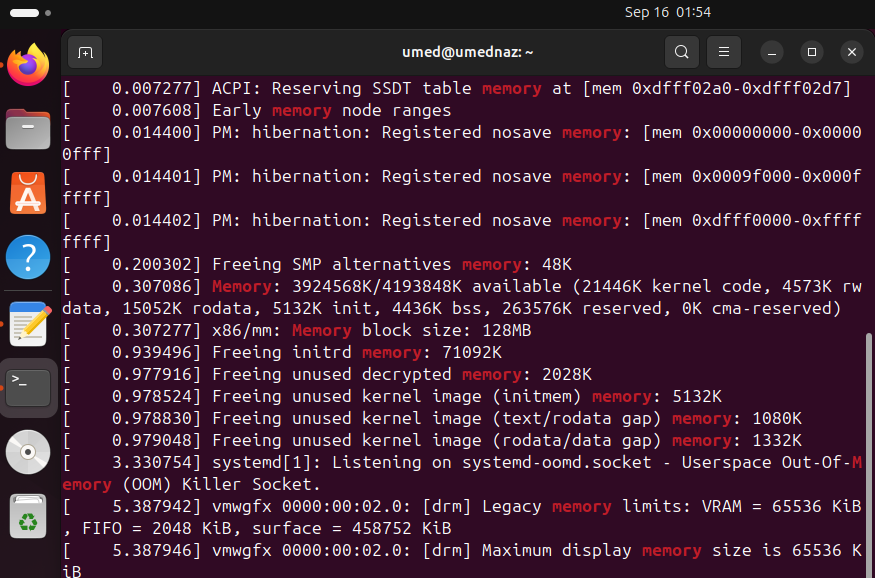 Sep 16 01:54
umed@umednaz: ~
[    0.007277] ACPI: Reserving SSDT table memory at [mem 0xdfff02a0-0xdfff02d7]
[    0.007608] Early memory node ranges
[    0.014400] PM: hibernation: Registered nosave memory: [mem 0x00000000-0x0000
0fff]
[    0.014401] PM: hibernation: Registered nosave memory: [mem 0x0009f000-0x000f
ffff]
[    0.014402] PM: hibernation: Registered nosave memory: [mem 0xdfff0000-0xffff
ffff]
[    0.200302] Freeing SMP alternatives memory: 48K
[    0.307086] Memory: 3924568K/4193848K available (21446K kernel code, 4573K rw
data, 15052K rodata, 5132K init, 4436K bss, 263576K reserved, 0K cma-reserved)
[    0.307277] x86/mm: Memory block size: 128MB
[    0.939496] Freeing initrd memory: 71092K
[    0.977916] Freeing unused decrypted memory: 2028K
[    0.978524] Freeing unused kernel image (initmem) memory: 5132K
[    0.978830] Freeing unused kernel image (text/rodata gap) memory: 1080K
[    0.979048] Freeing unused kernel image (rodata/data gap) memory: 1332K
[    3.330754] systemd[1]: Listening on systemd-oomd.socket - Userspace Out-Of-M
emory (OOM) Killer Socket.
[    5.387942] vmwgfx 0000:00:02.0: [drm] Legacy memory limits: VRAM = 65536 KiB
, FIFO = 2048 KiB, surface = 458752 KiB
[    5.387946] vmwgfx 0000:00:02.0: [drm] Maximum display memory size is 65536 K
iB